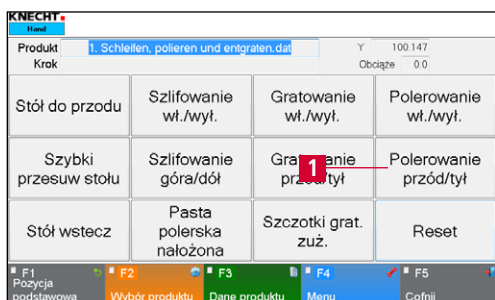 KNECHT
Hand
Produkt 1. Schleifen, polieren und entgraten.dat Y 100.147
Krok Obciąże 0.0
Stół do przodu
Szlifowanie
wł./wył.
Gratowanie
wł./wył.
Polerowanie
wł./wył.
Szybki
przesuw stołu
Szlifowanie
góra/dół
1
Polerowanie
przód/tył
Stół wstecz
Pasta
polerska
nałożona
Szczotki grat.
zuż.
Reset
F1
Pozycja
podstawowa
F2
Wybór produktu
F3
Dane produktu
F4
Menu
F5
Cofnij